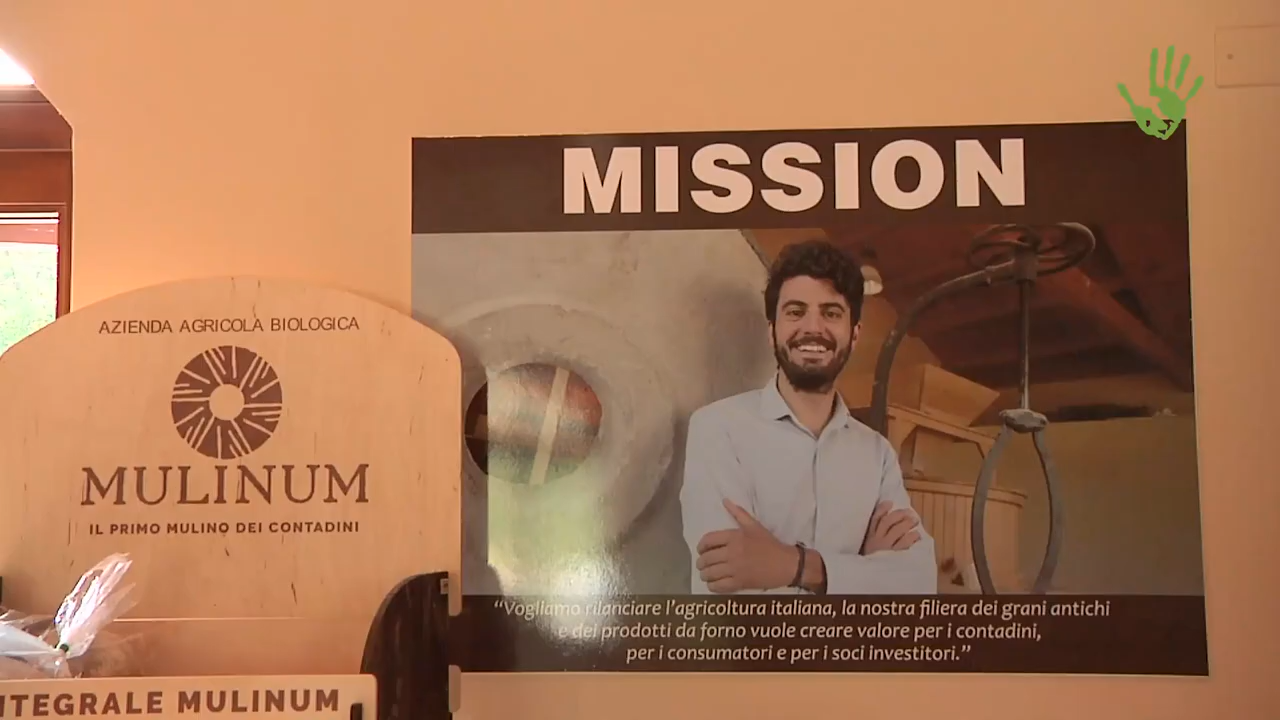 MISSION
AZIENDA AGRICOLA BIOLOGICA
MULINUM
IL PRIMO MULINO DEI CONTADINI
“Vogliamo rilanciare l’agricoltura italiana, la nostra filiera dei grani antichi
e dei prodotti da forno vuole creare valore per i contadini,
per i consumatori e per i soci investitori.”
NTEGRALE MULINUM